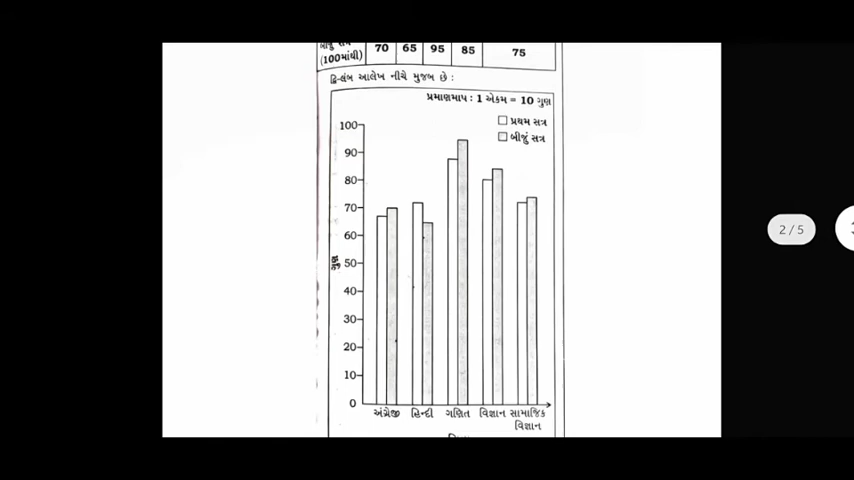 70 65 95 85 75
(100માંથી)
દ્વિ-લંબ આલેખ નીચે મુજબ છે :
પ્રમાણમાપ : 1 એકમ = 10 ગુણ
પ્રથમ સત્ર
બીજું સત્ર
100
90
80
70
60
50
40
30
20
10
0
ગુણ
અંગ્રેજી હિન્દી ગણિત વિજ્ઞાન સામાજિક
વિજ્ઞાન
2/5